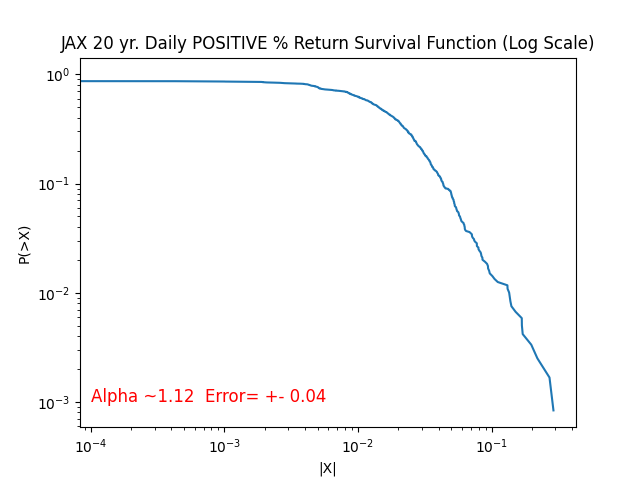 JAX 20 yr. Daily POSITIVE % Return Survival Function (Log Scale)
10⁰
10⁻¹
10⁻²
10⁻³
P(>X)
Alpha ~1.12  Error= +- 0.04
10⁻⁴ 10⁻³ 10⁻² 10⁻¹
|X|